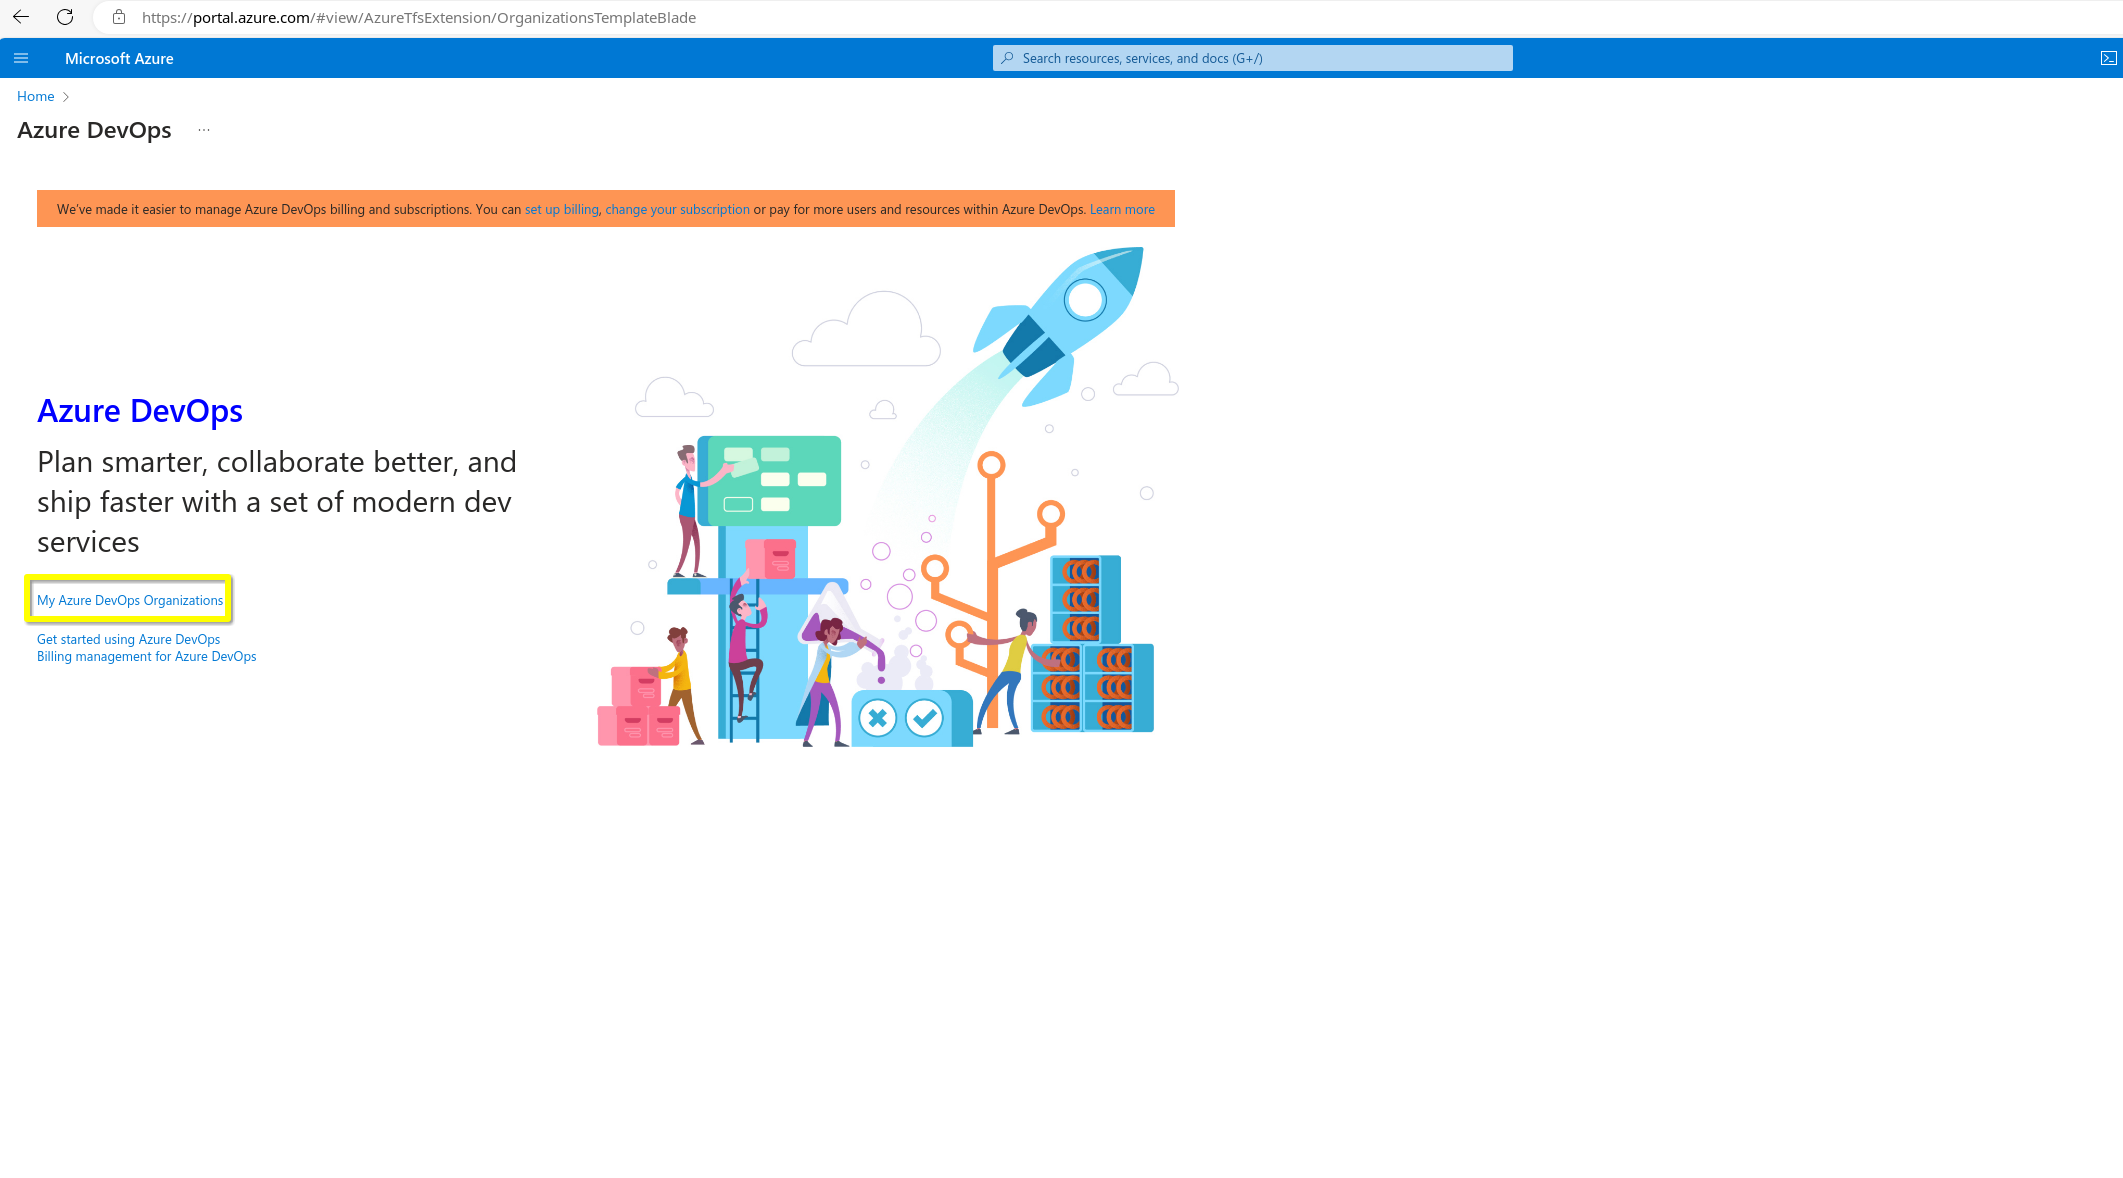 https://portal.azure.com/#view/AzureTfsExtension/OrganizationsTemplateBlade
Microsoft Azure
Search resources, services, and docs (G+/)
Home
Azure DevOps ...
We've made it easier to manage Azure DevOps billing and subscriptions. You can set up billing, change your subscription or pay for more users and resources within Azure DevOps. Learn more
Azure DevOps
Plan smarter, collaborate better, and
ship faster with a set of modern dev
services
My Azure DevOps Organizations
Get started using Azure DevOps
Billing management for Azure DevOps